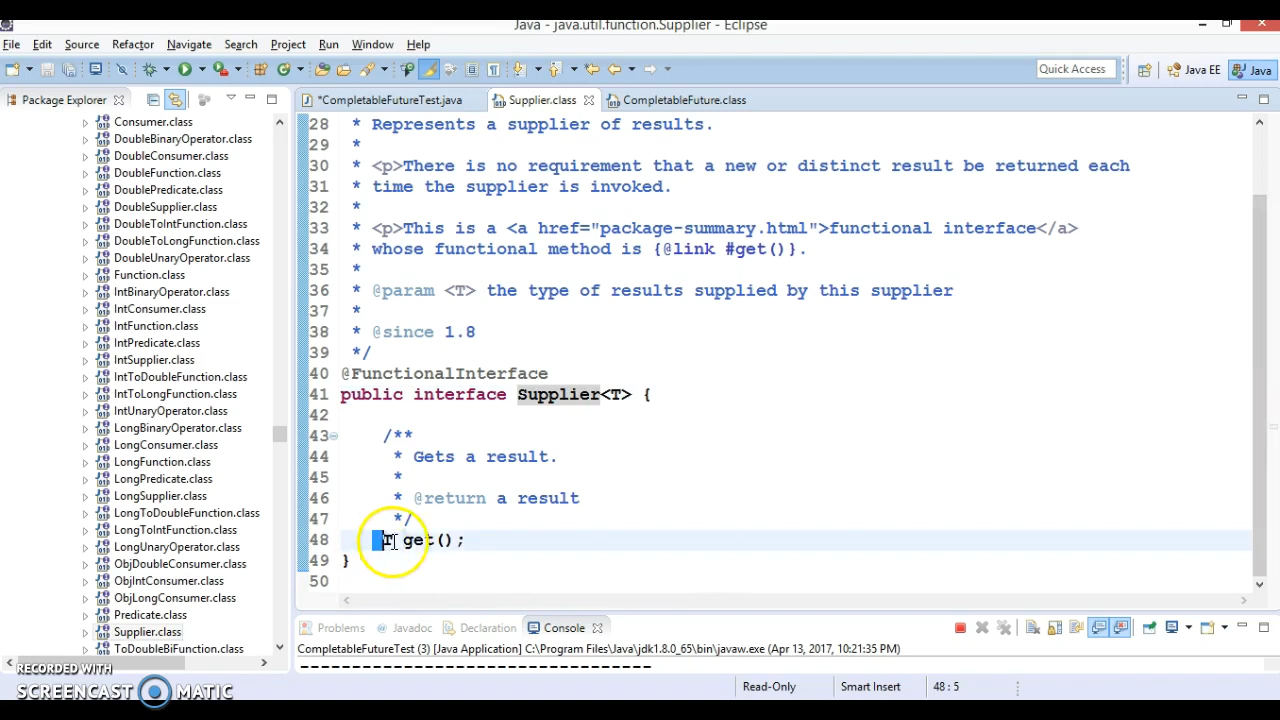 Java - java.util.function.Supplier - Eclipse
File Edit Source Refactor Navigate Search Project Run Window Help
Quick Access Java EE Java
Package Explorer *CompletableFutureTest.java Supplier.class CompletableFuture.class
Consumer.class
DoubleBinaryOperator.class
DoubleConsumer.class
DoubleFunction.class
DoublePredicate.class
DoubleSupplier.class
DoubleToIntFunction.class
DoubleToLongFunction.class
DoubleUnaryOperator.class
Function.class
IntBinaryOperator.class
IntConsumer.class
IntFunction.class
IntPredicate.class
IntSupplier.class
IntToDoubleFunction.class
IntToLongFunction.class
IntUnaryOperator.class
LongBinaryOperator.class
LongConsumer.class
LongFunction.class
LongPredicate.class
LongSupplier.class
LongToDoubleFunction.class
LongToIntFunction.class
LongUnaryOperator.class
ObjDoubleConsumer.class
ObjIntConsumer.class
ObjLongConsumer.class
Predicate.class
Supplier.class
ToDoubleBiFunction.class
28 * Represents a supplier of results.
29 *
30 * <p>There is no requirement that a new or distinct result be returned each
31 * time the supplier is invoked.
32 *
33 * <p>This is a <a href="package-summary.html">functional interface</a>
34 * whose functional method is {@link #get()}.
35 *
36 * @param <T> the type of results supplied by this supplier
37 *
38 * @since 1.8
39 */
40 @FunctionalInterface
41 public interface Supplier<T> {
42
43 /**
44 * Gets a result.
45 *
46 * @return a result
47 */
48 T get();
49 }
50
Problems Javadoc Declaration Console
CompletableFutureTest (3) [Java Application] C:\Program Files\Java\jdk1.8.0_65\bin\javaw.exe (Apr 13, 2017, 10:21:35 PM)
----------------------------------
Read-Only Smart Insert 48 : 5
RECORDED WITH
SCREENCAST MATIC